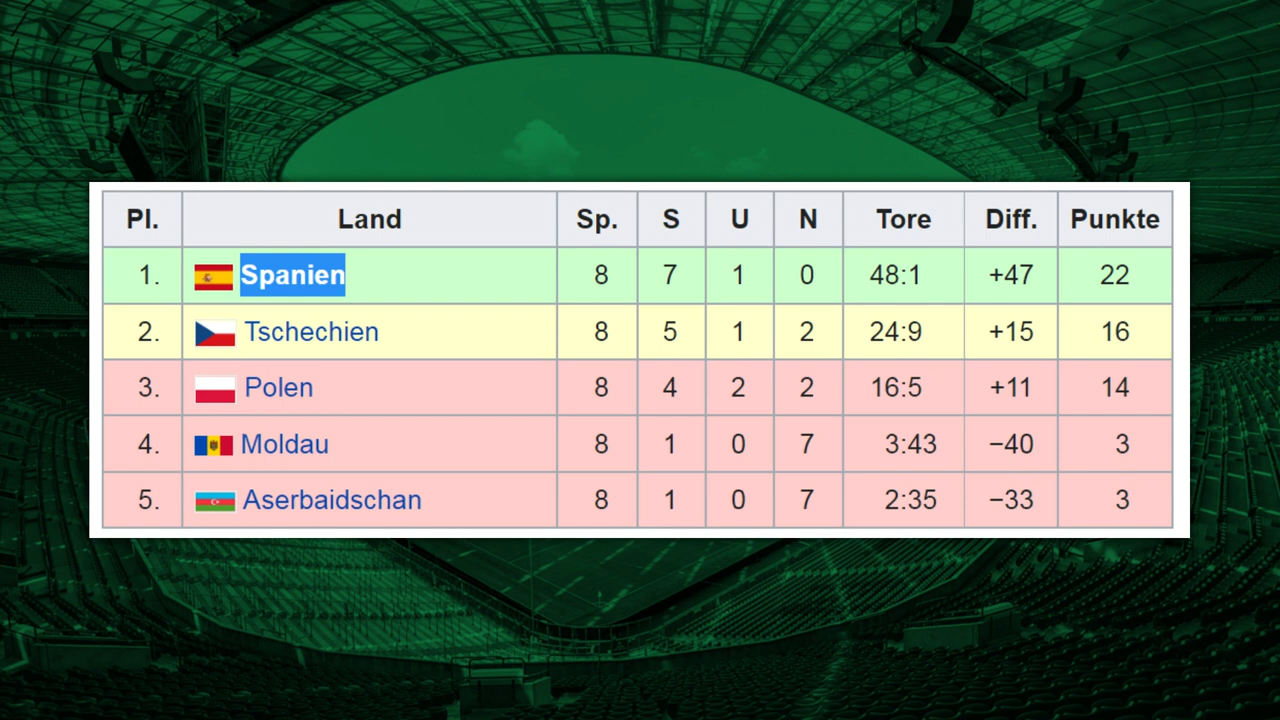 Pl. Land Sp. S U N Tore Diff. Punkte
1. Spanien 8 7 1 0 48:1 +47 22
2. Tschechien 8 5 1 2 24:9 +15 16
3. Polen 8 4 2 2 16:5 +11 14
4. Moldau 8 1 0 7 3:43 −40 3
5. Aserbaidschan 8 1 0 7 2:35 −33 3